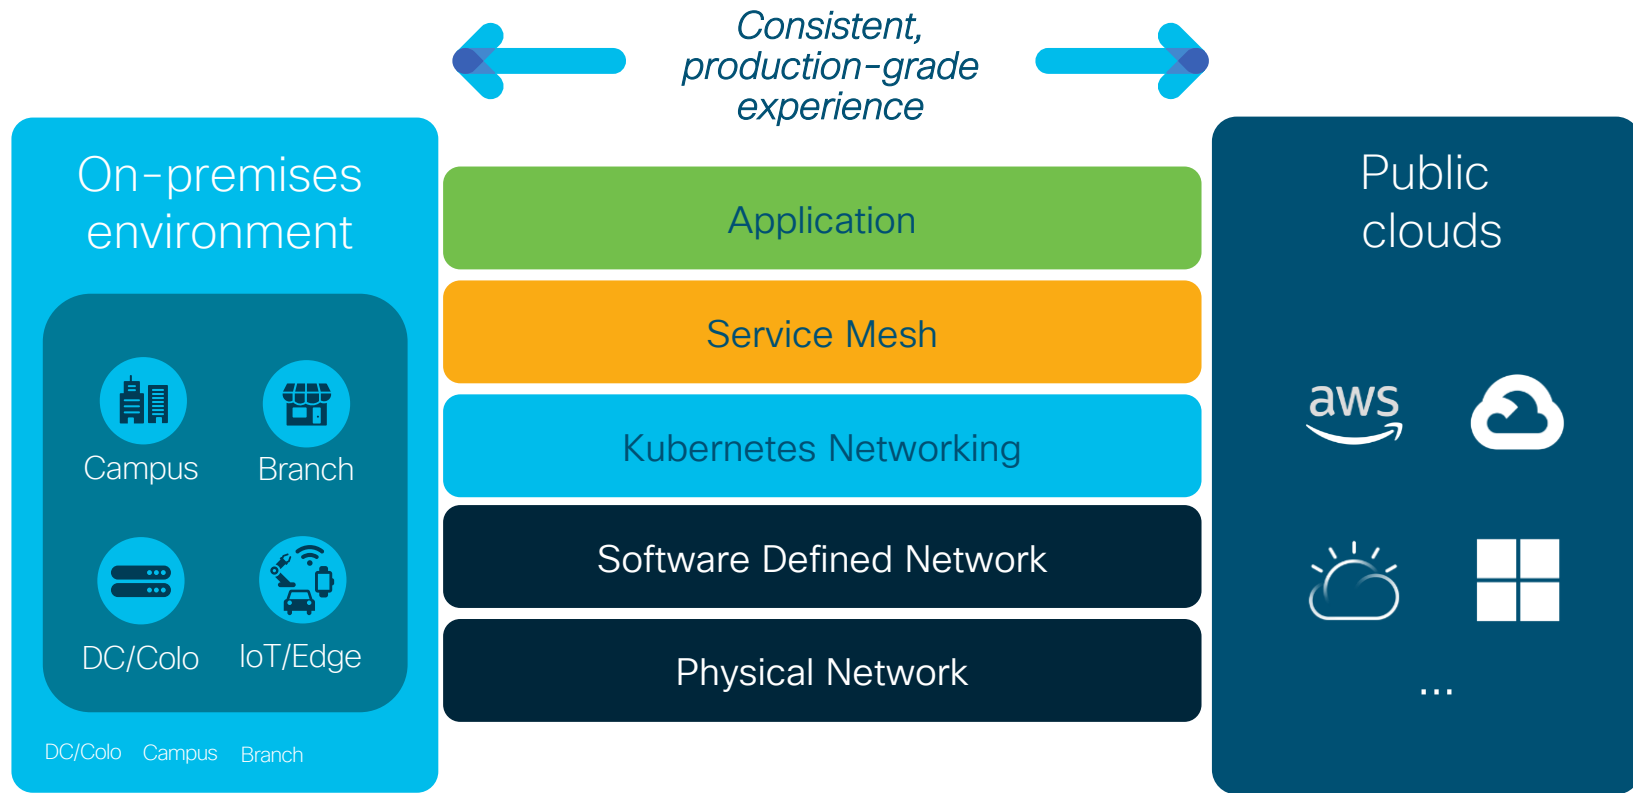 Consistent,
production-grade
experience
On-premises
environment
Campus
Branch
DC/Colo
IoT/Edge
DC/Colo
Campus
Branch
Application
Service Mesh
Kubernetes Networking
Software Defined Network
Physical Network
Public
clouds
aws
...